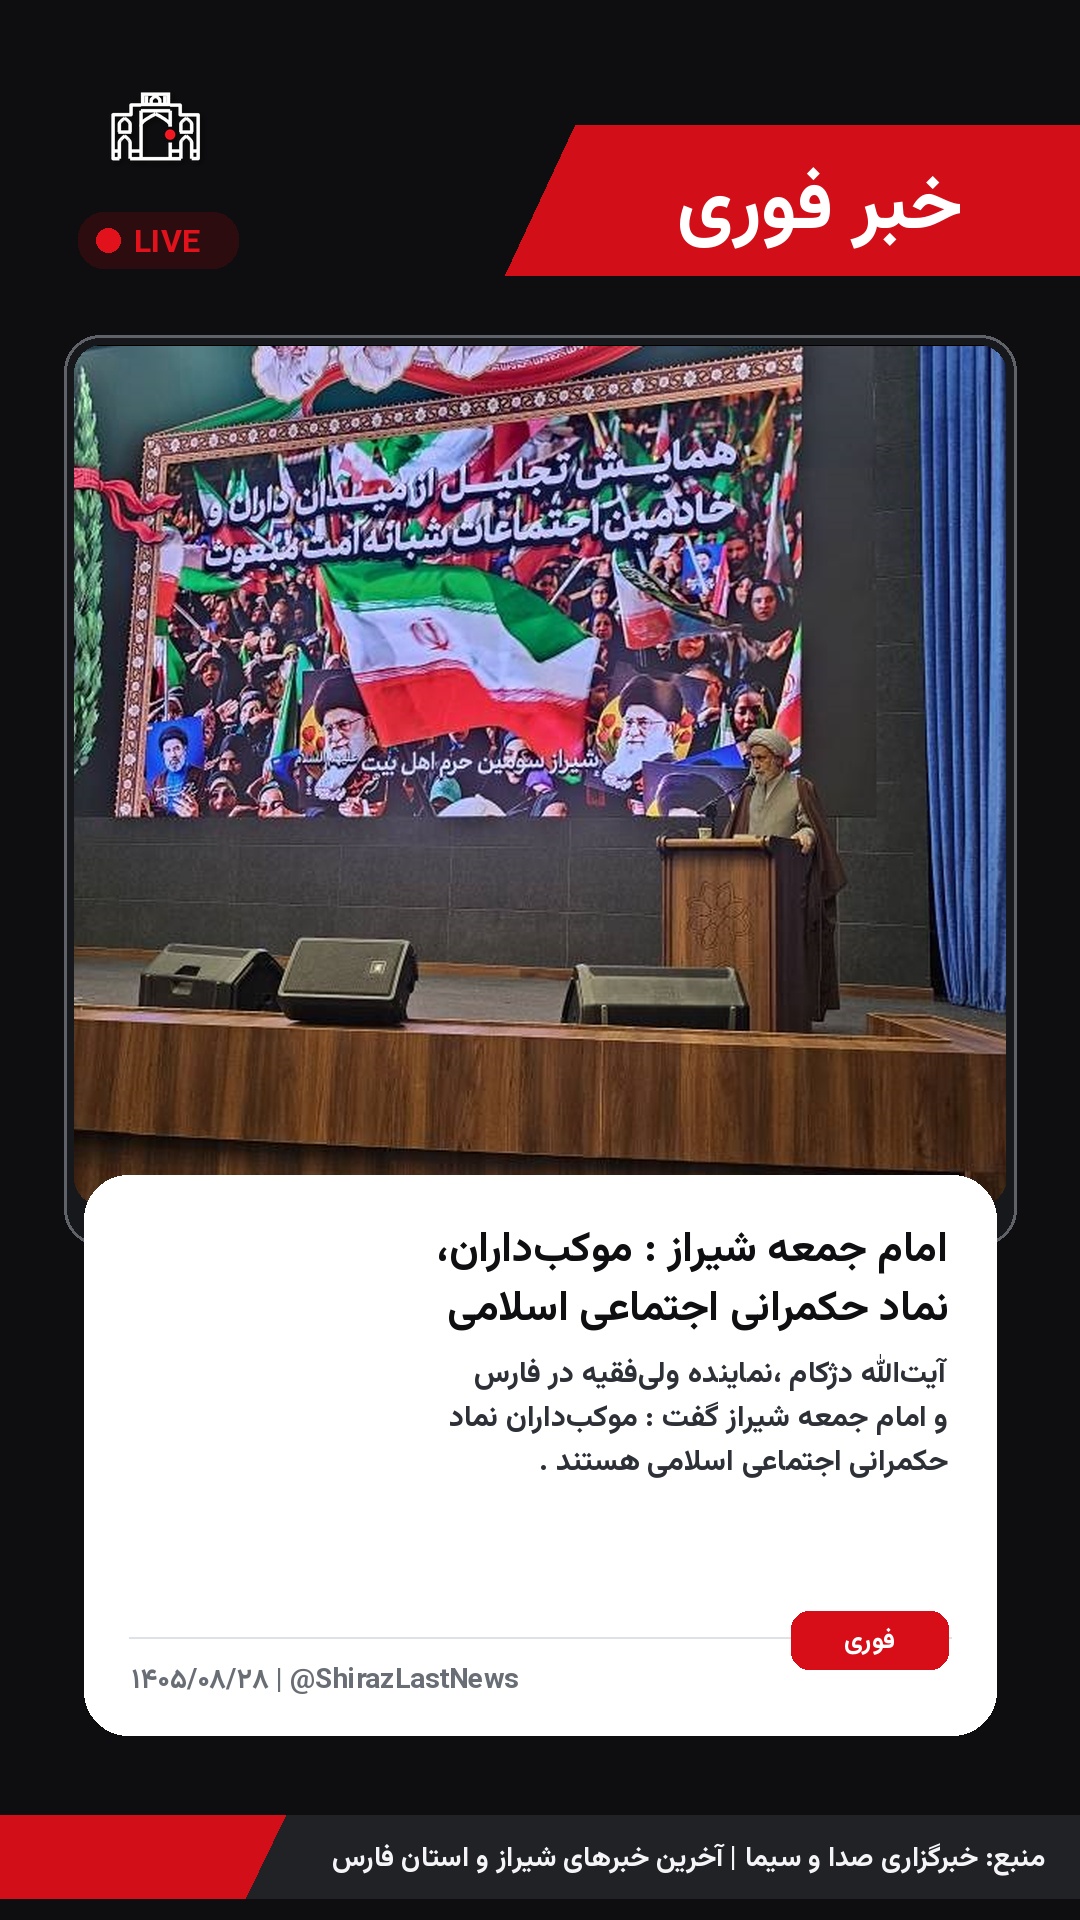 LIVE
خبر فوری
همایش تجلیل از میدان داران و
خادمین اجتماعات شبانه امت مبعوث
شیراز سومین حرم اهل بیت علیهم‌السلام
امام جمعه شیراز : موکب‌داران،
نماد حکمرانی اجتماعی اسلامی
آیت‌الله دژکام ،نماینده ولی‌فقیه در فارس
و امام جمعه شیراز گفت : موکب‌داران نماد
حکمرانی اجتماعی اسلامی هستند .
فوری
۱۴۰۵/۰۸/۲۸ | @ShirazLastNews
منبع: خبرگزاری صدا و سیما | آخرین خبرهای شیراز و استان فارس